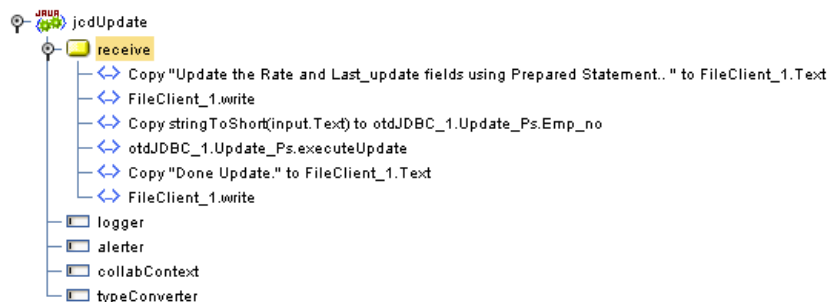 JAVA
jcdUpdate
receive
Copy "Update the Rate and Last_update fields using Prepared Statement.. " to FileClient_1.Text
FileClient_1.write
Copy stringToShort(input.Text) to otdJDBC_1.Update_Ps.Emp_no
otdJDBC_1.Update_Ps.executeUpdate
Copy "Done Update." to FileClient_1.Text
FileClient_1.write
logger
alerter
collabContext
typeConverter